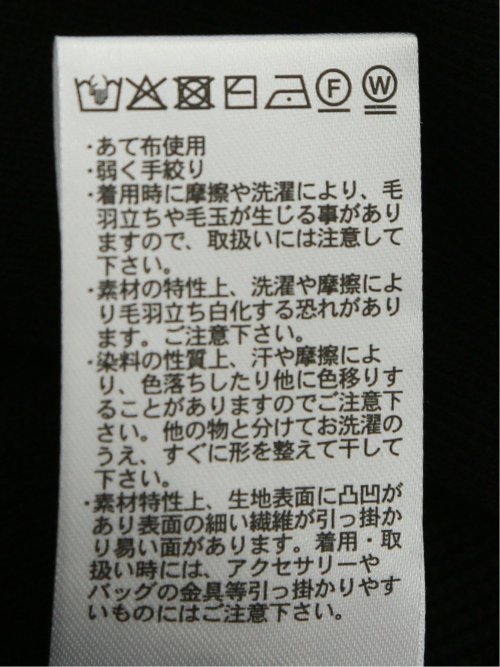 F W
・あて布使用
・弱く手絞り
・着用時に摩擦や洗濯により、毛
羽立ちや毛玉が生じる事があり
ますので、取扱いには注意して
下さい。
・素材の特性上、洗濯や摩擦によ
り毛羽立ち白化する恐れがあり
ます。ご注意下さい。
・染料の性質上、汗や摩擦によ
り、色落ちしたり他に色移りす
ることがありますのでご注意下
さい。他の物と分けてお洗濯の
うえ、すぐに形を整えて干して
下さい。
・素材特性上、生地表面に凸凹が
あり表面の細い繊維が引っ掛か
り易い面があります。着用・取
扱い時には、アクセサリーや
バッグの金具等引っ掛かりやす
いものにはご注意下さい。